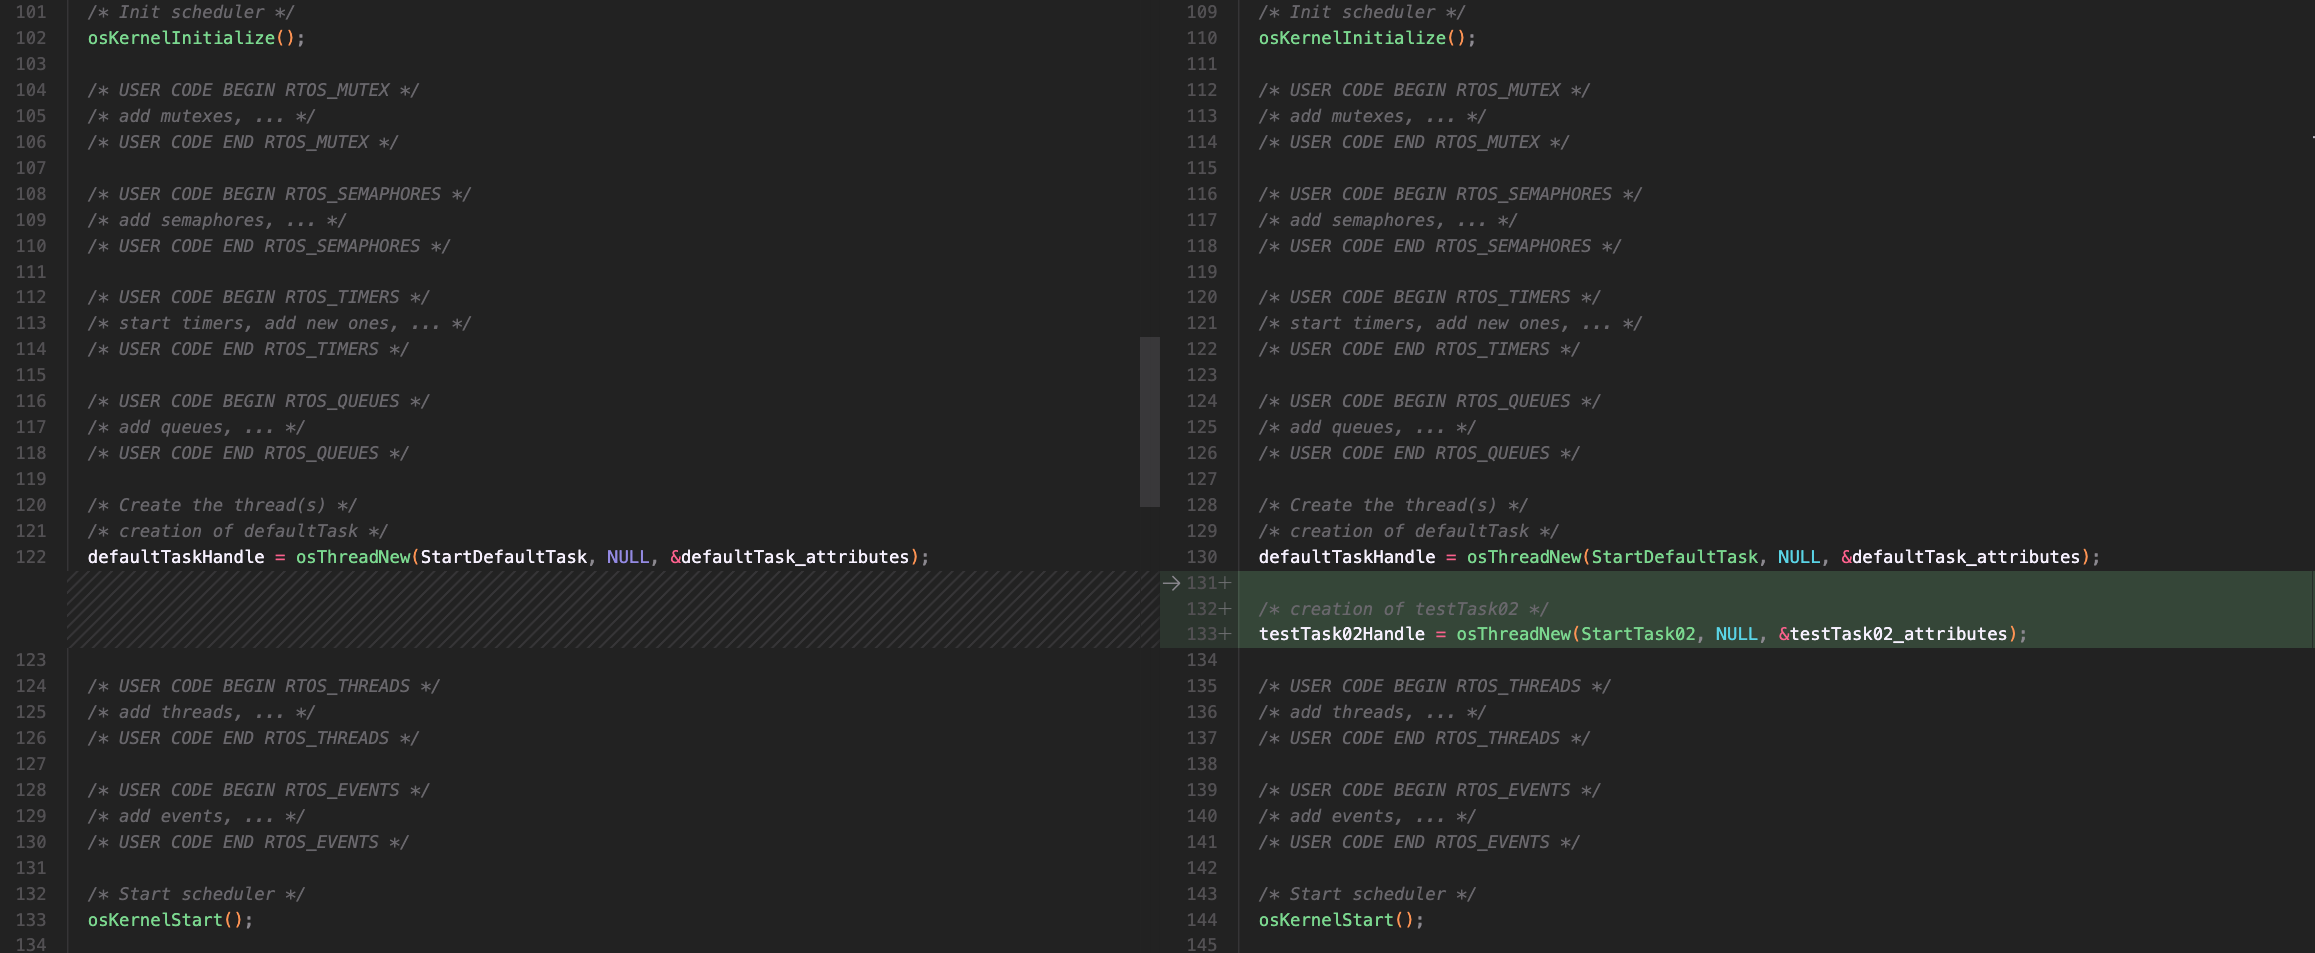 101 /* Init scheduler */
102 osKernelInitialize();
103
104 /* USER CODE BEGIN RTOS_MUTEX */
105 /* add mutexes, ... */
106 /* USER CODE END RTOS_MUTEX */
107
108 /* USER CODE BEGIN RTOS_SEMAPHORES */
109 /* add semaphores, ... */
110 /* USER CODE END RTOS_SEMAPHORES */
111
112 /* USER CODE BEGIN RTOS_TIMERS */
113 /* start timers, add new ones, ... */
114 /* USER CODE END RTOS_TIMERS */
115
116 /* USER CODE BEGIN RTOS_QUEUES */
117 /* add queues, ... */
118 /* USER CODE END RTOS_QUEUES */
119
120 /* Create the thread(s) */
121 /* creation of defaultTask */
122 defaultTaskHandle = osThreadNew(StartDefaultTask, NULL, &defaultTask_attributes);
123
124 /* USER CODE BEGIN RTOS_THREADS */
125 /* add threads, ... */
126 /* USER CODE END RTOS_THREADS */
127
128 /* USER CODE BEGIN RTOS_EVENTS */
129 /* add events, ... */
130 /* USER CODE END RTOS_EVENTS */
131
132 /* Start scheduler */
133 osKernelStart();
134
109 /* Init scheduler */
110 osKernelInitialize();
111
112 /* USER CODE BEGIN RTOS_MUTEX */
113 /* add mutexes, ... */
114 /* USER CODE END RTOS_MUTEX */
115
116 /* USER CODE BEGIN RTOS_SEMAPHORES */
117 /* add semaphores, ... */
118 /* USER CODE END RTOS_SEMAPHORES */
119
120 /* USER CODE BEGIN RTOS_TIMERS */
121 /* start timers, add new ones, ... */
122 /* USER CODE END RTOS_TIMERS */
123
124 /* USER CODE BEGIN RTOS_QUEUES */
125 /* add queues, ... */
126 /* USER CODE END RTOS_QUEUES */
127
128 /* Create the thread(s) */
129 /* creation of defaultTask */
130 defaultTaskHandle = osThreadNew(StartDefaultTask, NULL, &defaultTask_attributes);
→ 131+
132+ /* creation of testTask02 */
133+ testTask02Handle = osThreadNew(StartTask02, NULL, &testTask02_attributes);
134
135 /* USER CODE BEGIN RTOS_THREADS */
136 /* add threads, ... */
137 /* USER CODE END RTOS_THREADS */
138
139 /* USER CODE BEGIN RTOS_EVENTS */
140 /* add events, ... */
141 /* USER CODE END RTOS_EVENTS */
142
143 /* Start scheduler */
144 osKernelStart();
145